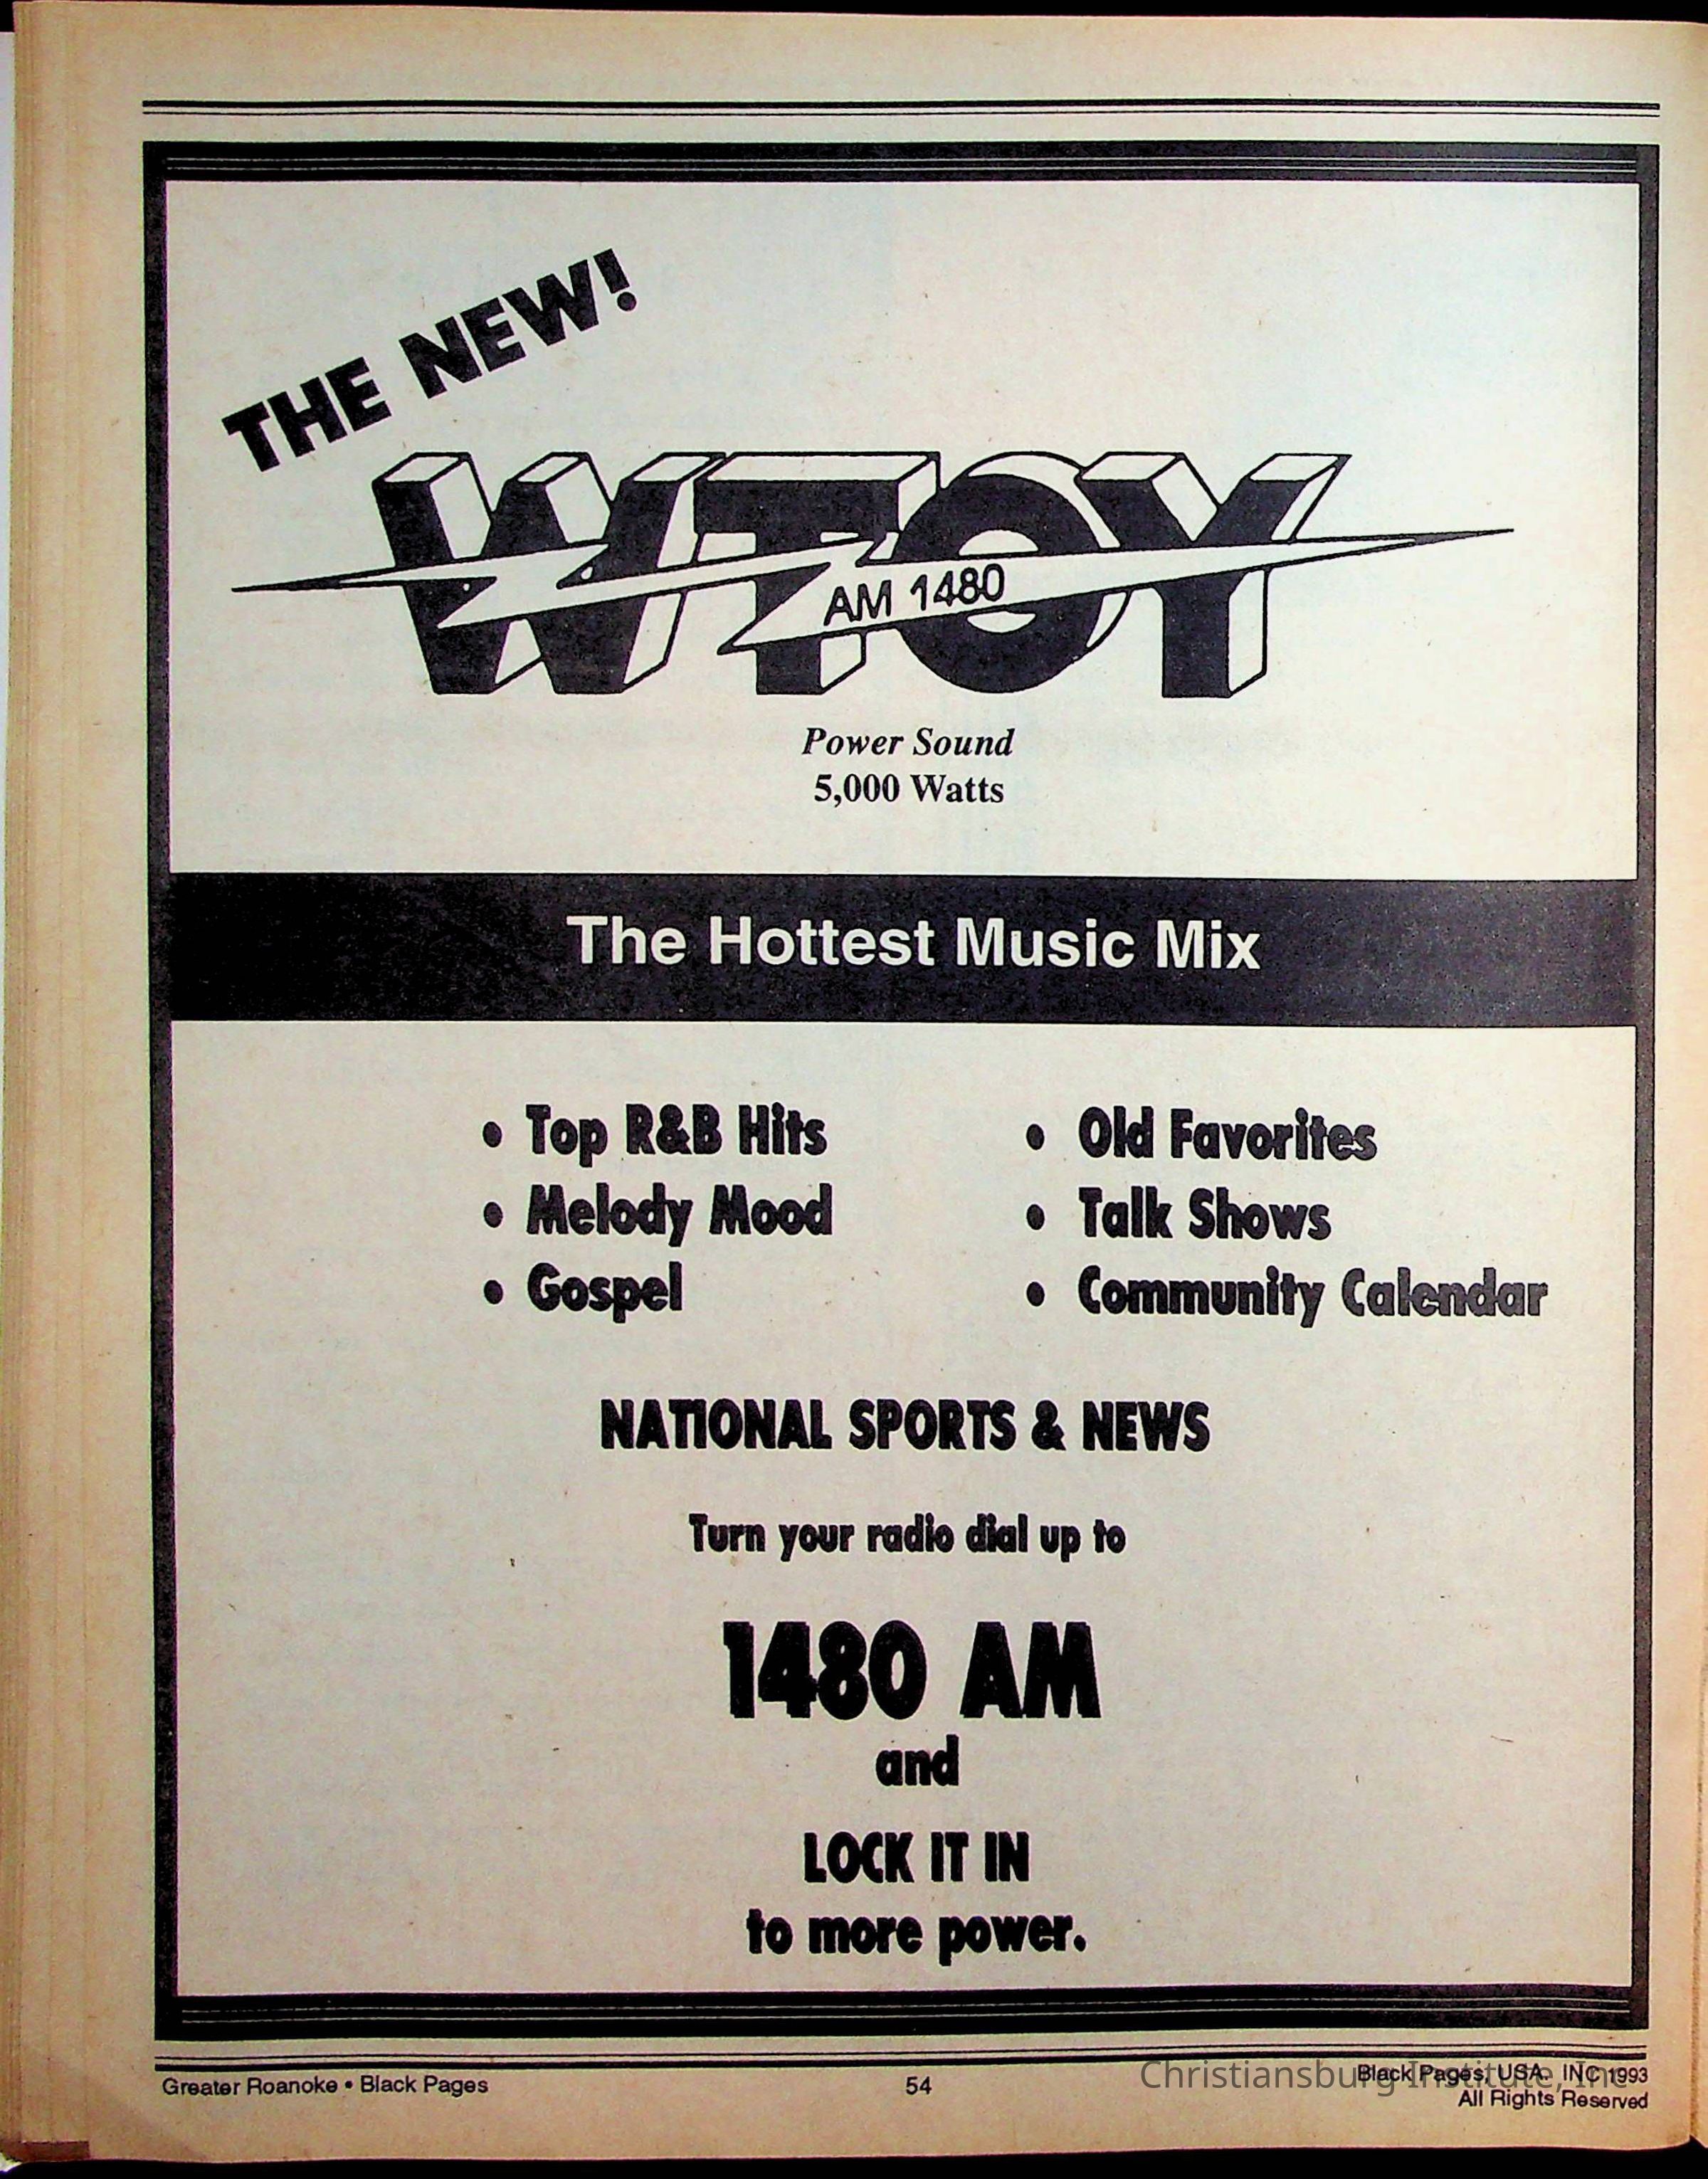 THE NEW!
WTOY
AM 1480
Power Sound
5,000 Watts
The Hottest Music Mix
• Top R&B Hits
• Melody Mood
• Gospel
• Old Favorites
• Talk Shows
• Community Calendar
NATIONAL SPORTS & NEWS
Turn your radio dial up to
1480 AM
and
LOCK IT IN
to more power.
Greater Roanoke • Black Pages
54
Black Pages, USA. INC 1993
All Rights Reserved
Christiansburg Institute, Inc